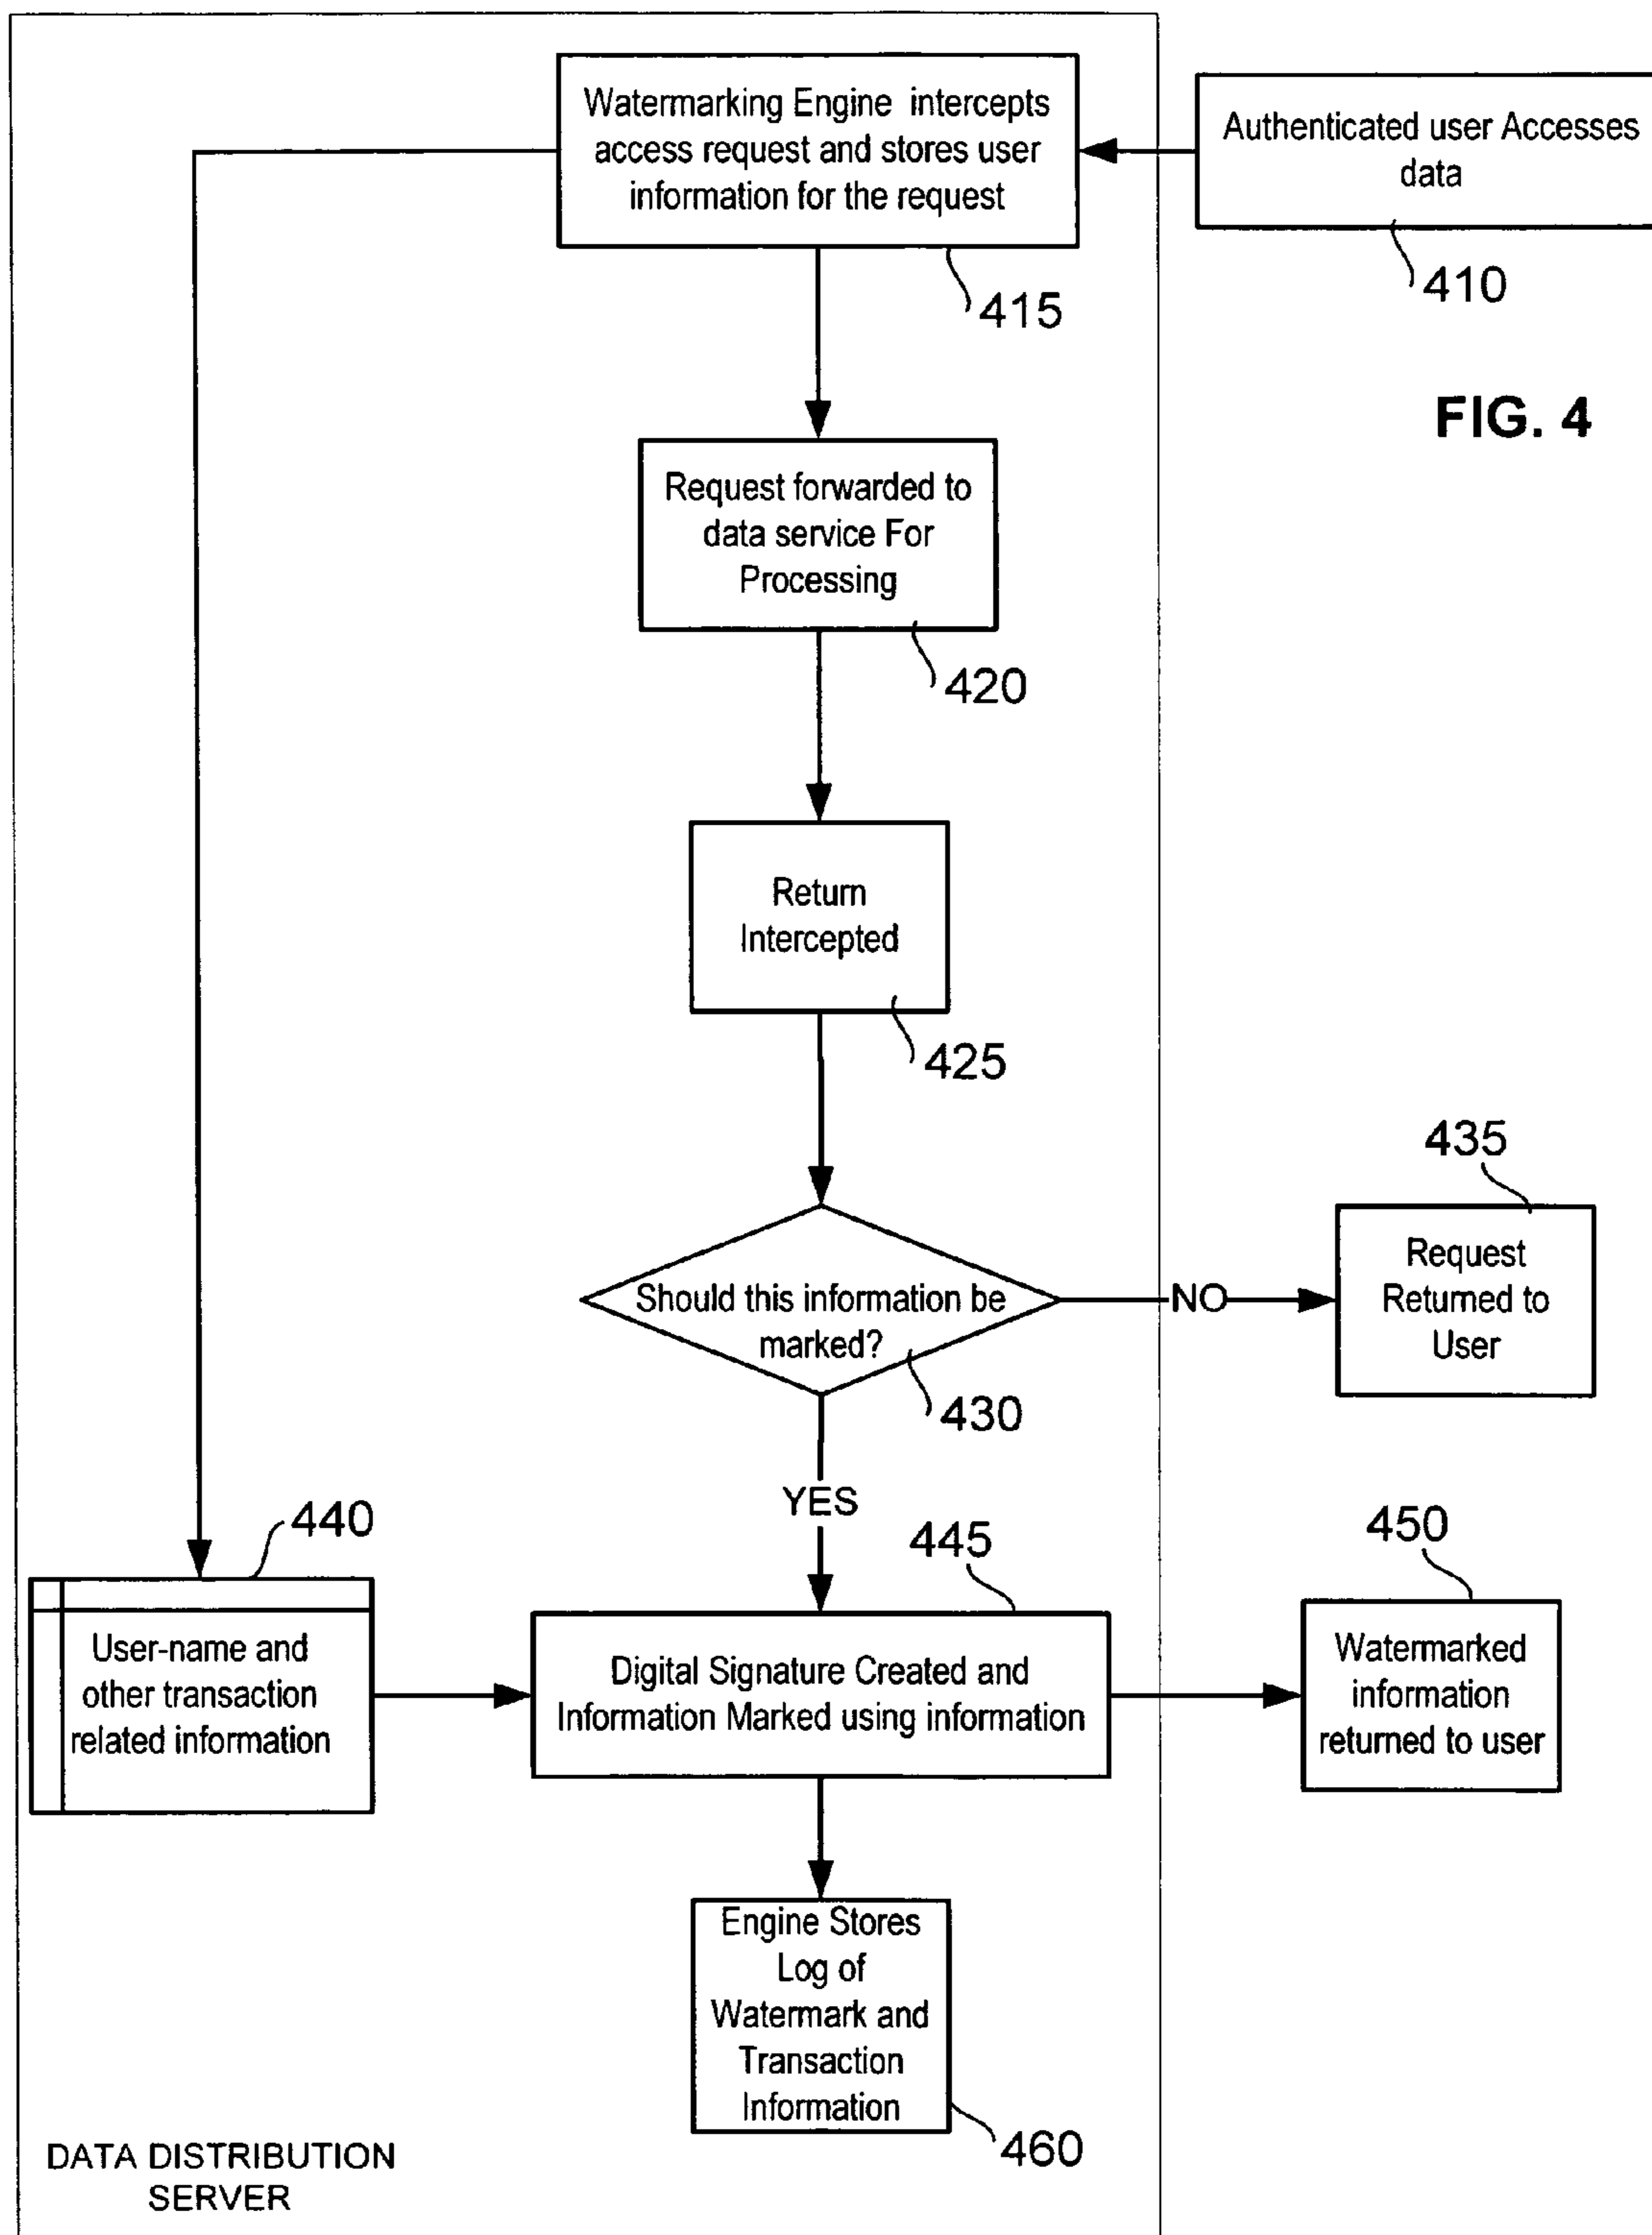 Watermarking Engine intercepts
access request and stores user
information for the request
415
Authenticated user Accesses
data
410
FIG. 4
Request forwarded to
data service For
Processing
420
Return
Intercepted
425
435
Request
Returned to
User
Should this information be
marked?
NO
430
YES
440
User-name and
other transaction
related information
445
Digital Signature Created and
Information Marked using information
450
Watermarked
information
returned to user
Engine Stores
Log of
Watermark and
Transaction
Information
460
DATA DISTRIBUTION
SERVER